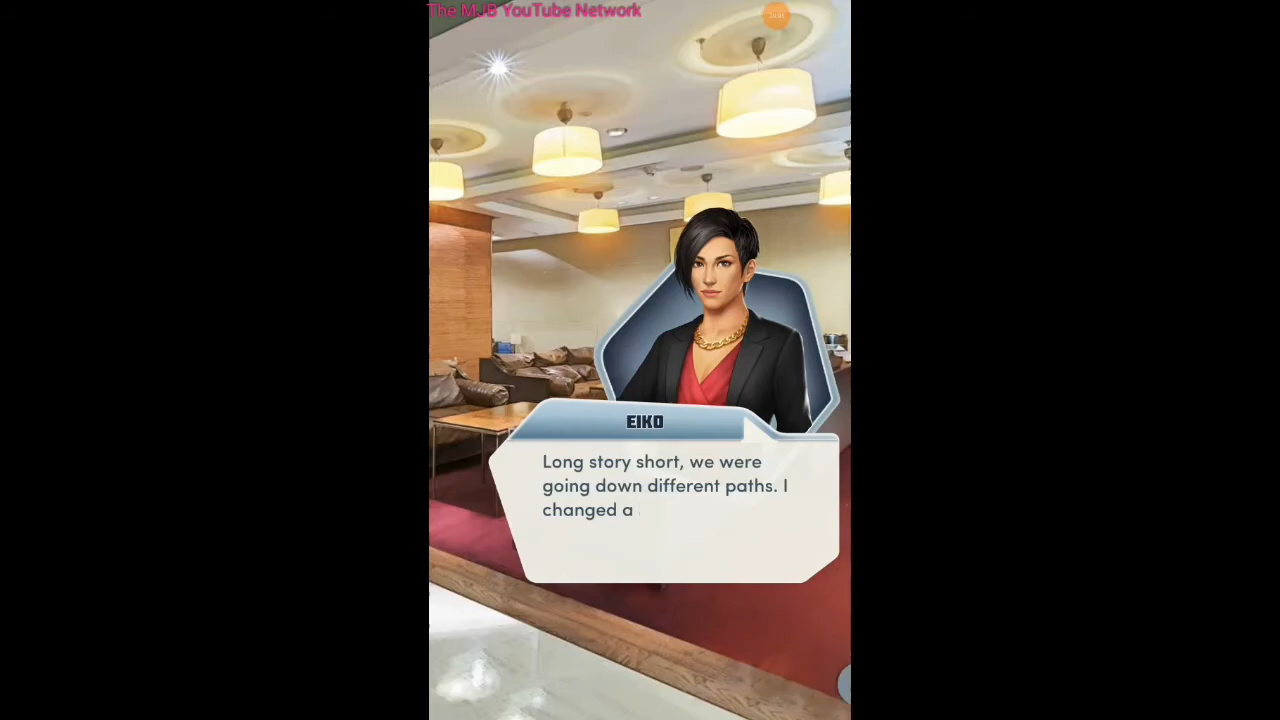 The MJB YouTube Network
EIKO
Long story short, we were
going down different paths. I
changed a